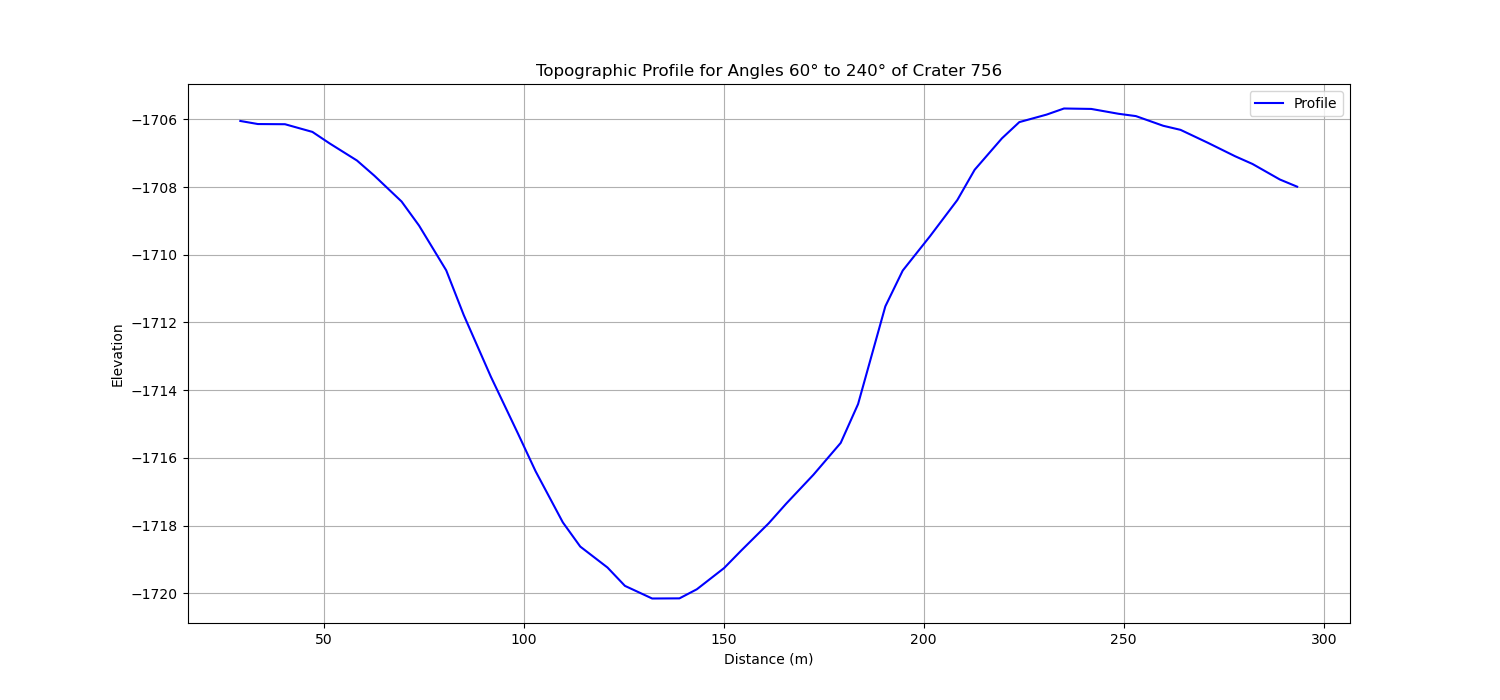 Topographic Profile for Angles 60° to 240° of Crater 756
Profile
−1706
−1708
−1710
−1712
−1714
−1716
−1718
−1720
Elevation
50 100 150 200 250 300
Distance (m)